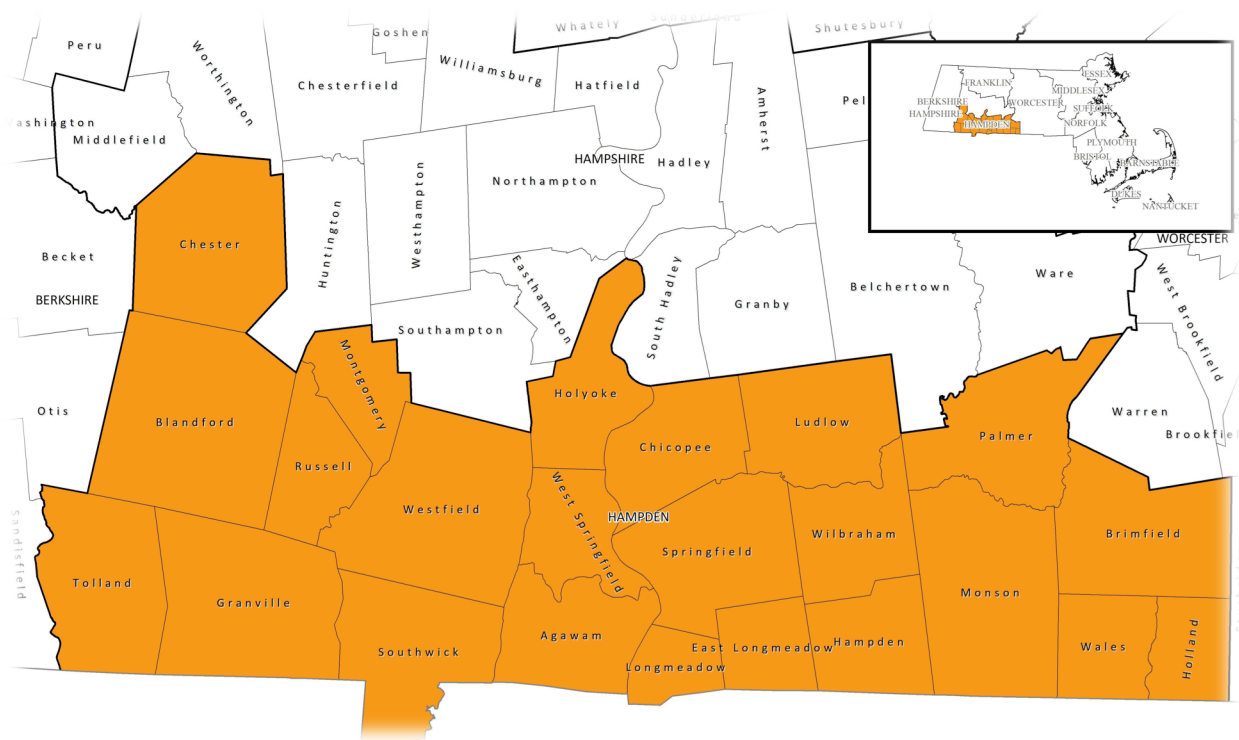 Goshen
Whately
Sunderland
Shutesbury
Peru
Worthington
Chesterfield
Williamsburg
Hatfield
Amherst
Washington
Middlefield
HAMPSHIRE
Hadley
Northampton
Westhampton
Huntington
Chester
Becket
BERKSHIRE
Easthampton
South Hadley
Granby
Belchertown
Ware
WORCESTER
West Brookfield
Southampton
Montgomery
Otis
Blandford
Russell
Holyoke
Chicopee
Ludlow
Palmer
Warren
Brookfie
Westfield
West Springfield
HAMPDEN
Springfield
Wilbraham
Brimfield
Sandisfield
Tolland
Granville
Southwick
Agawam
Longmeadow
East Longmeadow
Hampden
Monson
Wales
Holland
ESSEX
FRANKLIN
MIDDLESEX
BERKSHIRE
WORCESTER
HAMPSHIRE
SUFFOLK
HAMPDEN
NORFOLK
PLYMOUTH
BRISTOL
BARNSTABLE
DUKES
NANTUCKET
Pel